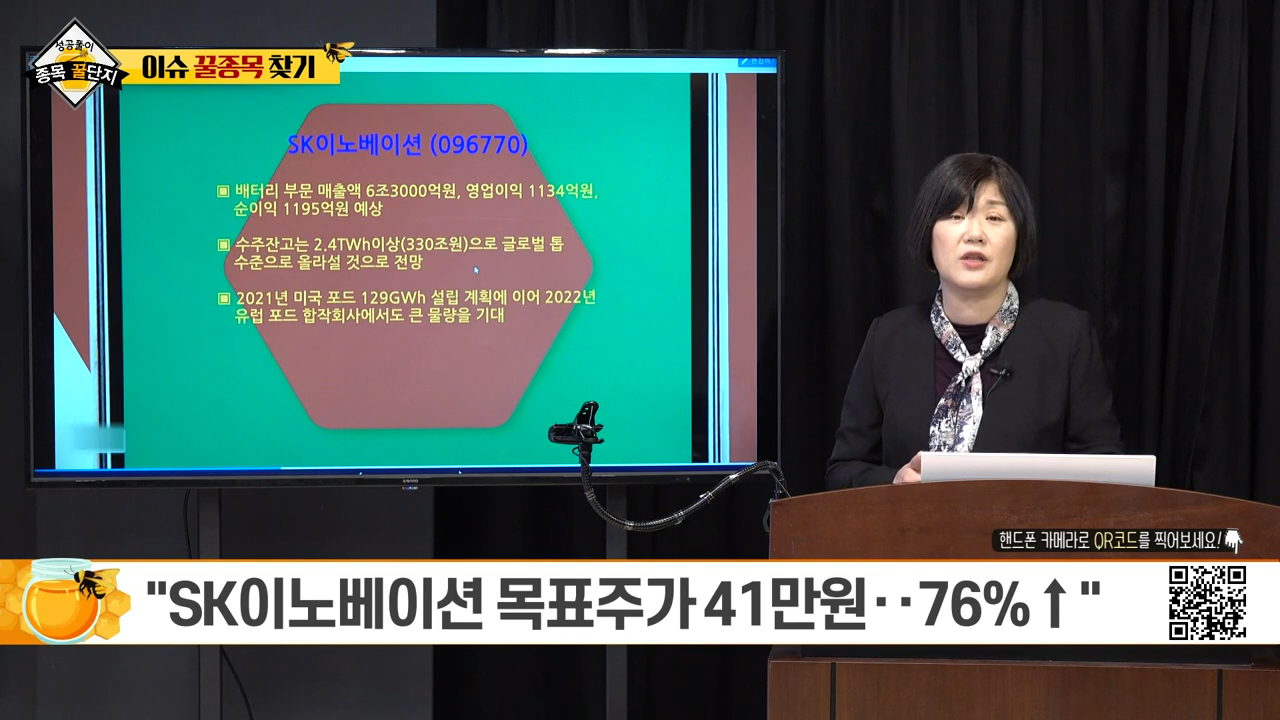 성공풀이
종목 꿀단지
이슈 꿀종목 찾기
SK이노베이션 (096770)
▣ 배터리 부문 매출액 6조3000억원, 영업이익 1134억원,
순이익 1195억원 예상
▣ 수주잔고는 2.4TWh이상(330조원)으로 글로벌 톱
수준으로 올라설 것으로 전망
▣ 2021년 미국 포드 129GWh 설립 계획에 이어 2022년
유럽 포드 합작회사에서도 큰 물량을 기대
핸드폰 카메라로 QR코드를 찍어보세요!
"SK이노베이션 목표주가 41만원‥76%↑"